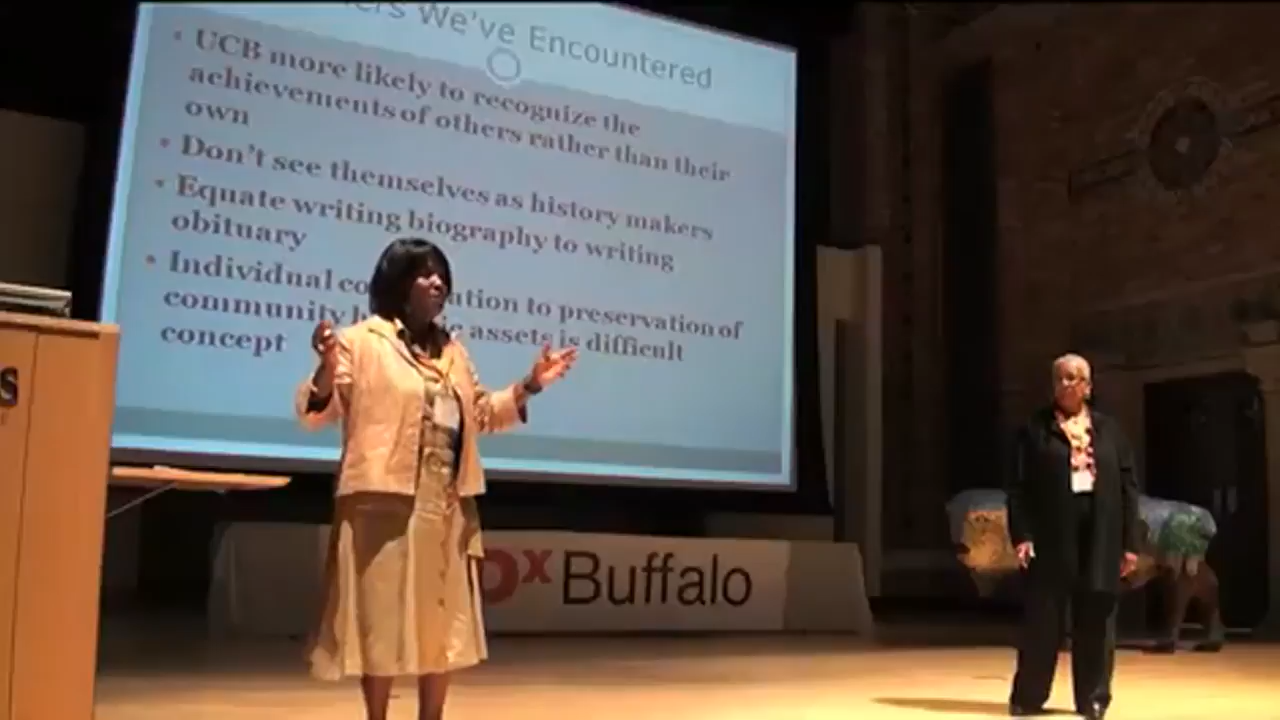 We've Encountered
• UCB more likely to recognize the
achievements of others rather than their
own
• Don't see themselves as history makers
• Equate writing biography to writing
obituary
• Individual to preservation of
community assets is difficult
concept
S
x Buffalo